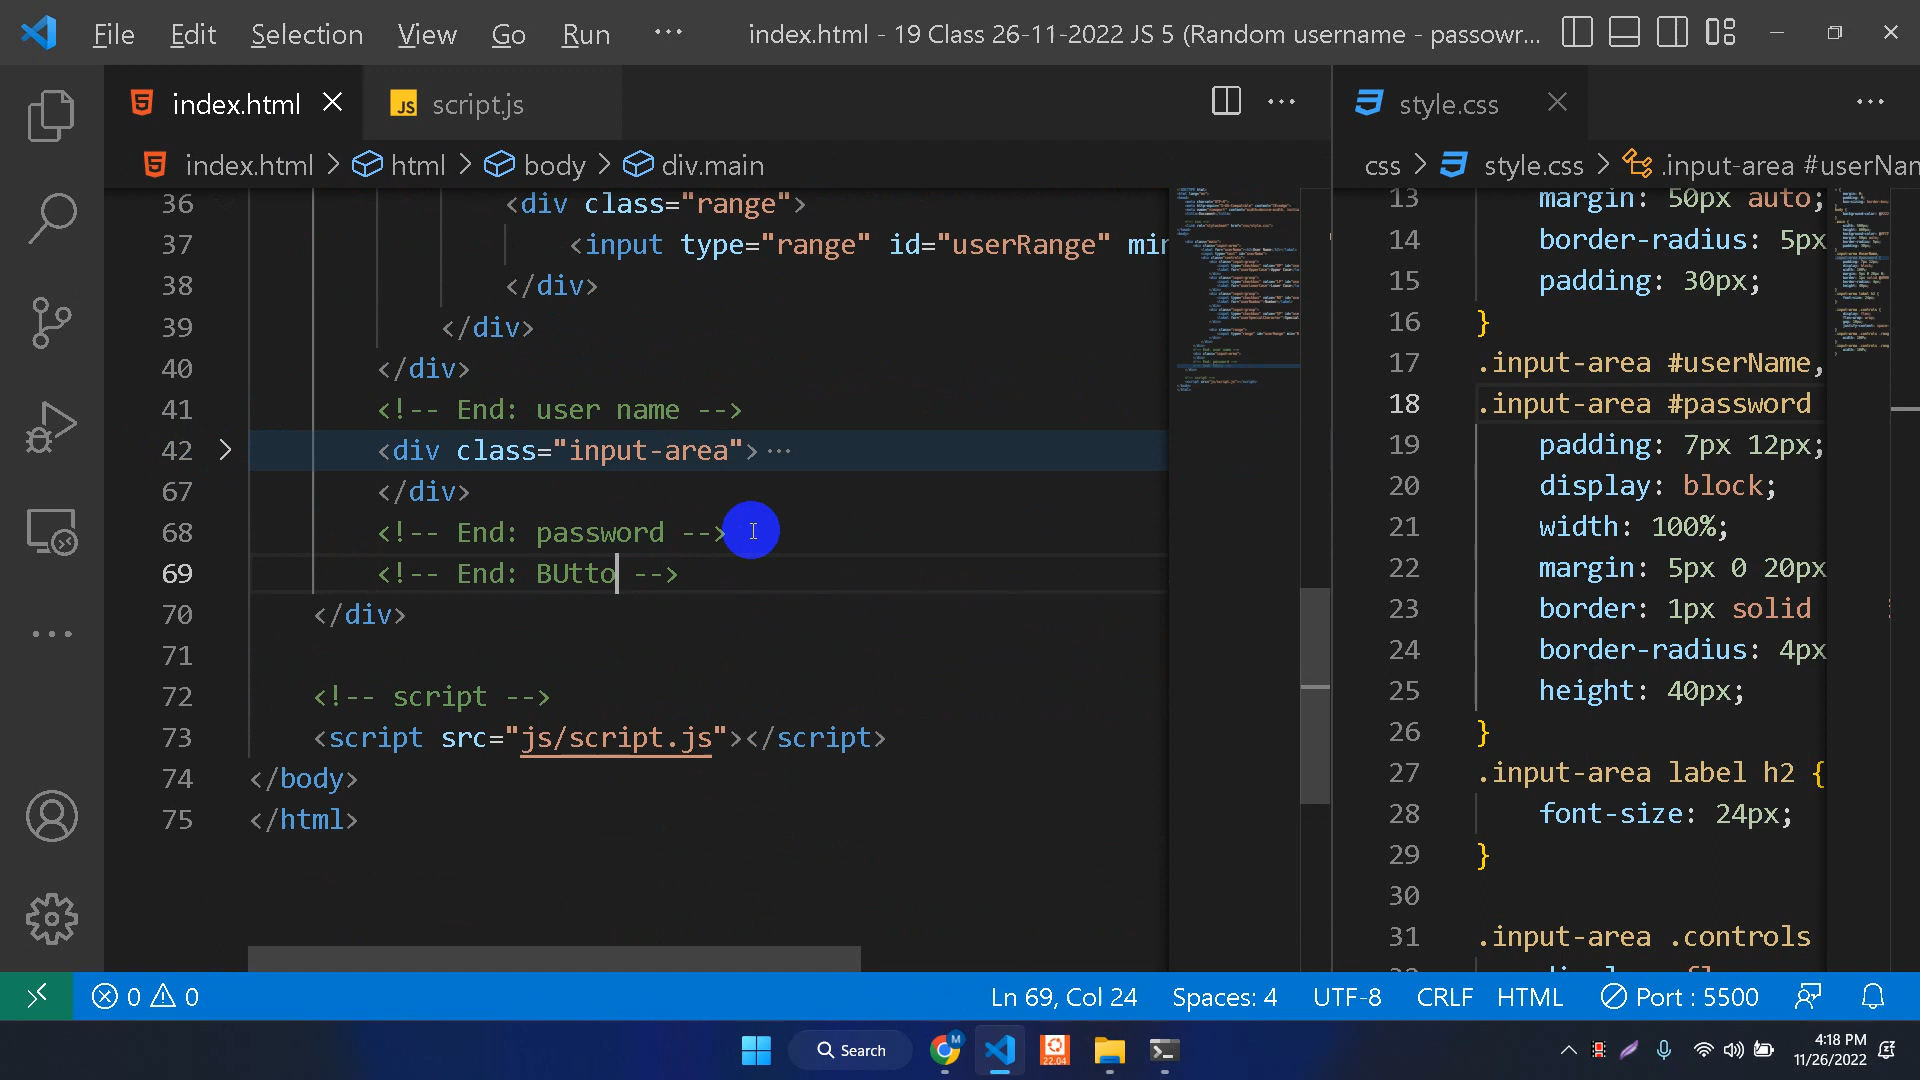 File Edit Selection View Go Run ··· index.html - 19 Class 26-11-2022 JS 5 (Random username - passowr...
index.html script.js
index.html > html > body > div.main
36 <div class="range">
37 <input type="range" id="userRange" min
38 </div>
39 </div>
40 </div>
41 <!-- End: user name -->
42 <div class="input-area">···
67 </div>
68 <!-- End: password -->
69 <!-- End: BUtto -->
70 </div>
71
72 <!-- script -->
73 <script src="js/script.js"></script>
74 </body>
75 </html>
style.css ···
css > style.css > .input-area #userNam
13 margin: 50px auto;
14 border-radius: 5px
15 padding: 30px;
16 }
17 .input-area #userName,
18 .input-area #password
19 padding: 7px 12px;
20 display: block;
21 width: 100%;
22 margin: 5px 0 20px
23 border: 1px solid
24 border-radius: 4px
25 height: 40px;
26 }
27 .input-area label h2 {
28 font-size: 24px;
29 }
30
31 .input-area .controls
0 0 Ln 69, Col 24 Spaces: 4 UTF-8 CRLF HTML Port : 5500
Search M 22.04 4:18 PM
11/26/2022